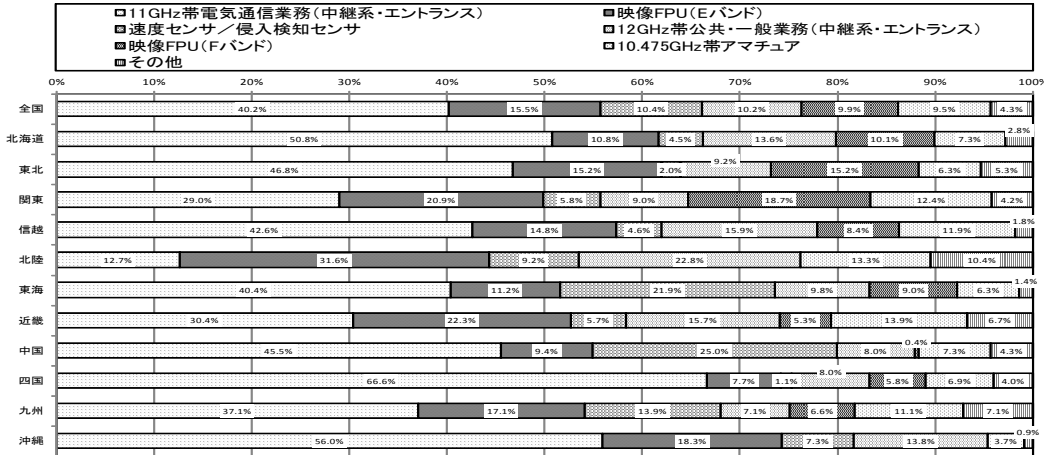 11GHz帯電気通信業務(中継系・エントランス) 映像FPU(Eバンド)
速度センサ／侵入検知センサ 12GHz帯公共・一般業務(中継系・エントランス)
映像FPU(Fバンド) 10.475GHz帯アマチュア
その他
0% 10% 20% 30% 40% 50% 60% 70% 80% 90% 100%
全国 40.2% 15.5% 10.4% 10.2% 9.9% 9.5% 4.3%
北海道 50.8% 10.8% 4.5% 13.6% 10.1% 7.3% 2.8%
東北 46.8% 15.2% 2.0% 9.2% 15.2% 6.3% 5.3%
関東 29.0% 20.9% 5.8% 9.0% 18.7% 12.4% 4.2%
信越 42.6% 14.8% 4.6% 15.9% 8.4% 11.9% 1.8%
北陸 12.7% 31.6% 9.2% 22.8% 13.3% 10.4%
東海 40.4% 11.2% 21.9% 9.8% 9.0% 6.3% 1.4%
近畿 30.4% 22.3% 5.7% 15.7% 5.3% 13.9% 6.7%
中国 45.5% 9.4% 25.0% 8.0% 0.4% 7.3% 4.3%
四国 66.6% 7.7% 1.1% 8.0% 5.8% 6.9% 4.0%
九州 37.1% 17.1% 13.9% 7.1% 6.6% 11.1% 7.1%
沖縄 56.0% 18.3% 7.3% 13.8% 3.7% 0.9%